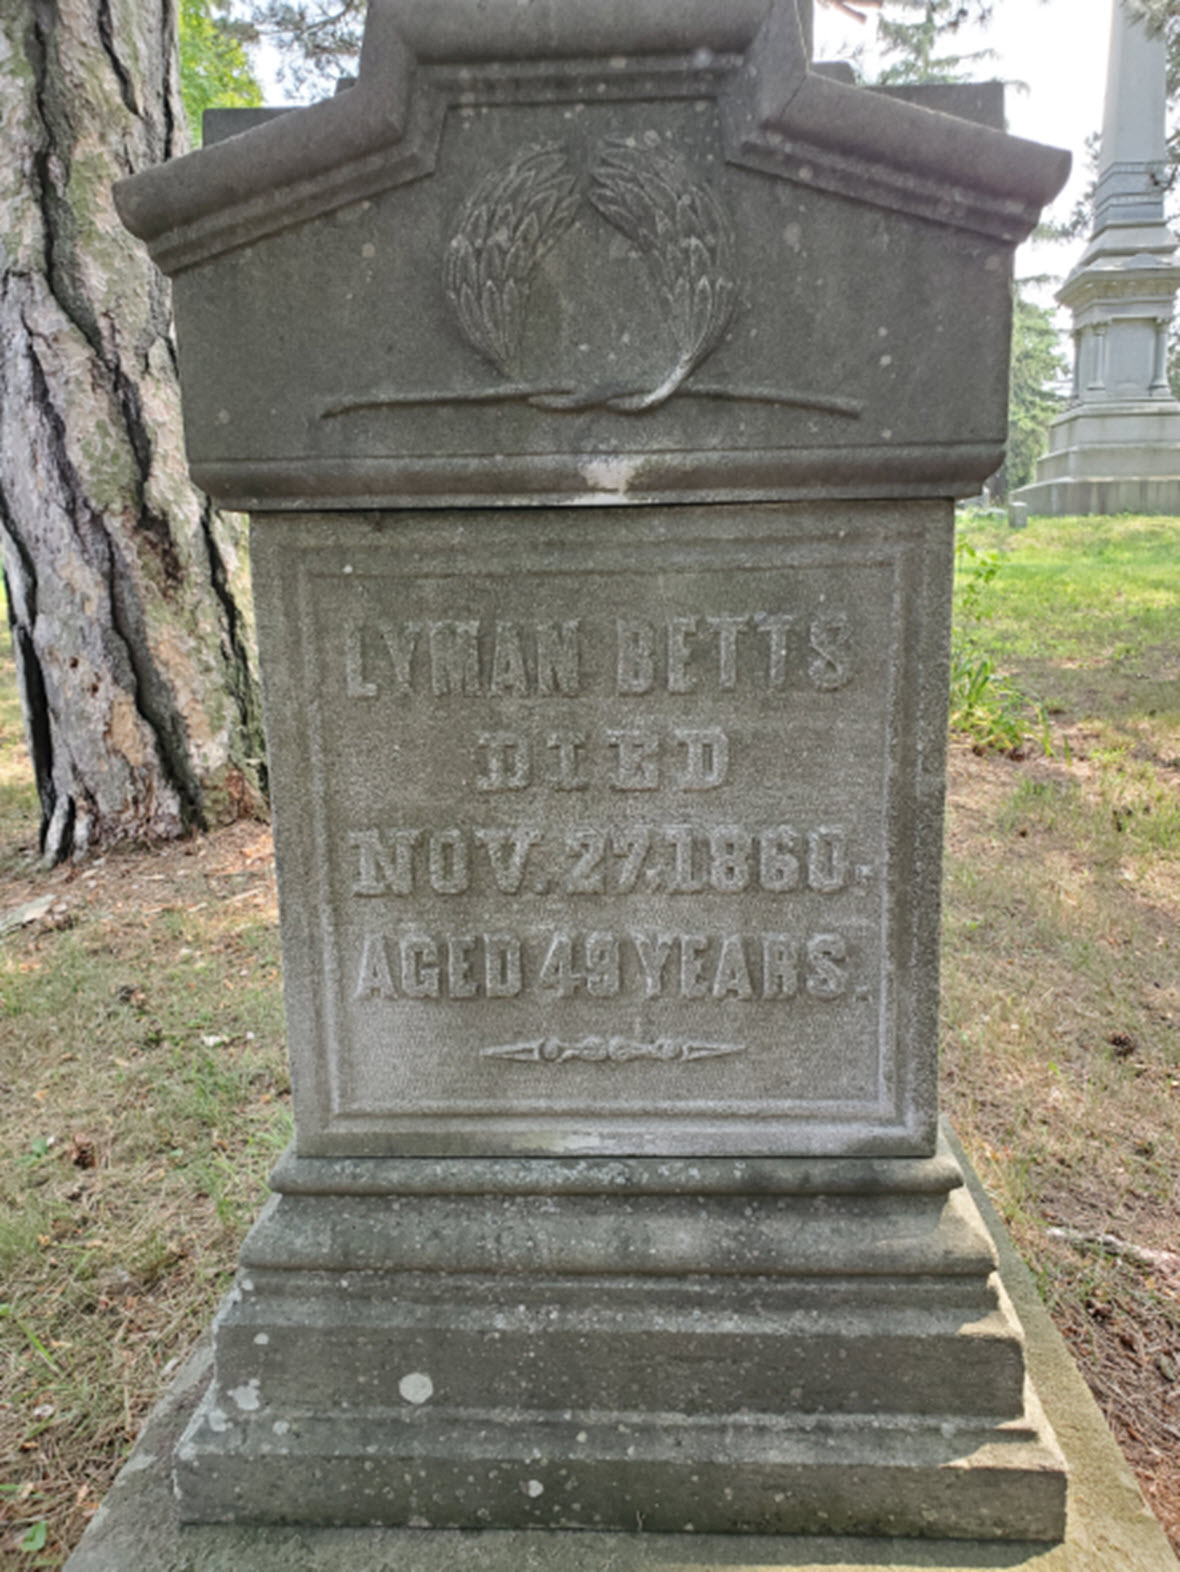 LYMAN BETTS
DIED
NOV. 27, 1860.
AGED 49 YEARS.